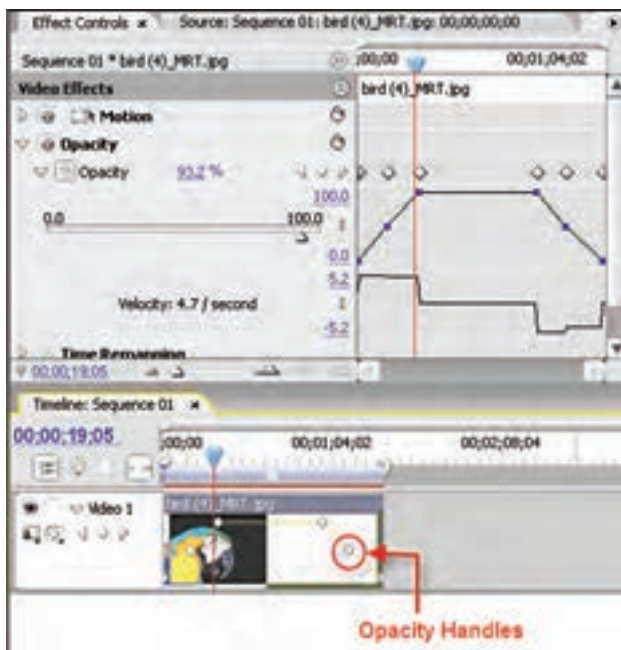 Effect Controls × Source: Sequence 01: bird (4)_MRT.jpg: 00;00;00;00
Sequence 01 * bird (4)_MRT.jpg
;00;00 00;01;04;02
Video Effects
bird (4)_MRT.jpg
Motion
Opacity
Opacity 93.2 %
100.0
0.0 100.0
0.0
5.2
Velocity: 4.7 / second
-5.2
Time Remapping
00;00;19;05
Timeline: Sequence 01 ×
00;00;19;05
;00;00 00;01;04;02 00;02;08;04
Video 1
bird (4)_MRT.jpg
Opacity Handles